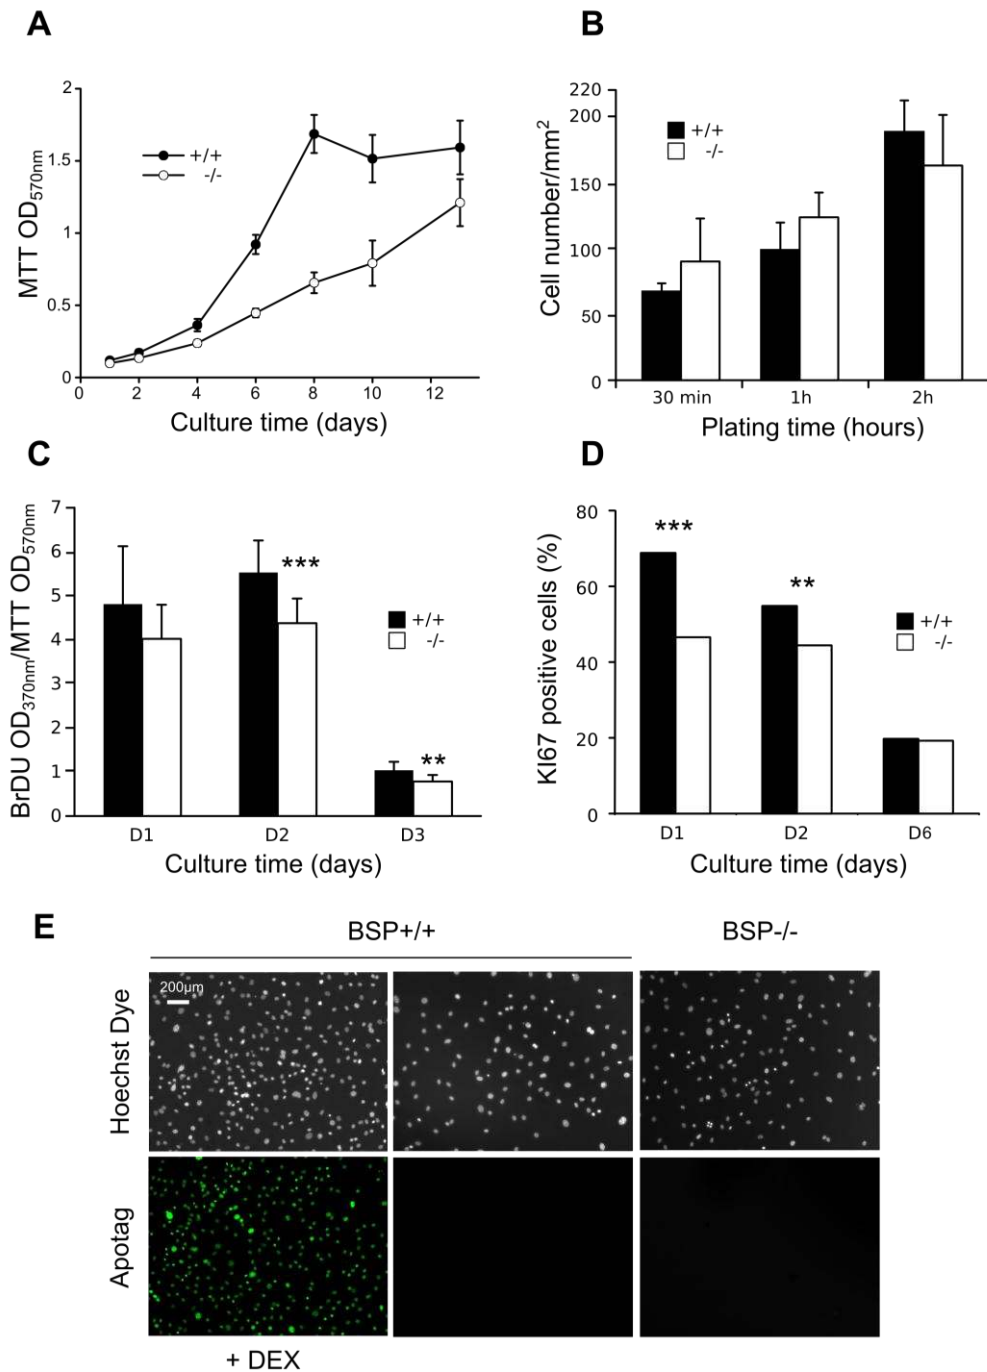 A
MTT OD570nm
2
1.5
1
0.5
0
+/+
-/-
0 2 4 6 8 10 12
Culture time (days)
B
Cell number/mm2
220
200
150
100
50
0
+/+
-/-
30 min 1h 2h
Plating time (hours)
C
BrDU OD370nm/MTT OD570nm
7
6
5
4
3
2
1
0
***
**
+/+
-/-
D1 D2 D3
Culture time (days)
D
KI67 positive cells (%)
80
60
40
20
0
***
**
+/+
-/-
D1 D2 D6
Culture time (days)
E
BSP+/+ BSP-/-
Hoechst Dye
200μm
Apotag
+ DEX